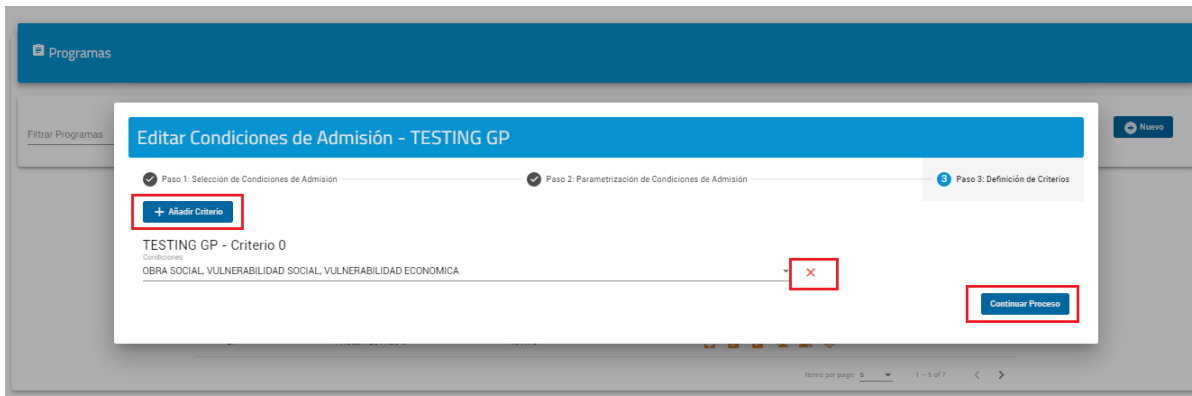 Programas
Filtrar Programas
Nuevo
Editar Condiciones de Admisión - TESTING GP
Paso 1: Selección de Condiciones de Admisión
Paso 2: Parametrización de Condiciones de Admisión
3 Paso 3: Definición de Criterios
+ Añadir Criterio
TESTING GP - Criterio 0
Condiciones
OBRA SOCIAL, VULNERABILIDAD SOCIAL, VULNERABILIDAD ECONOMICA
Continuar Proceso
Items per page: 6 1 – 6 of 7